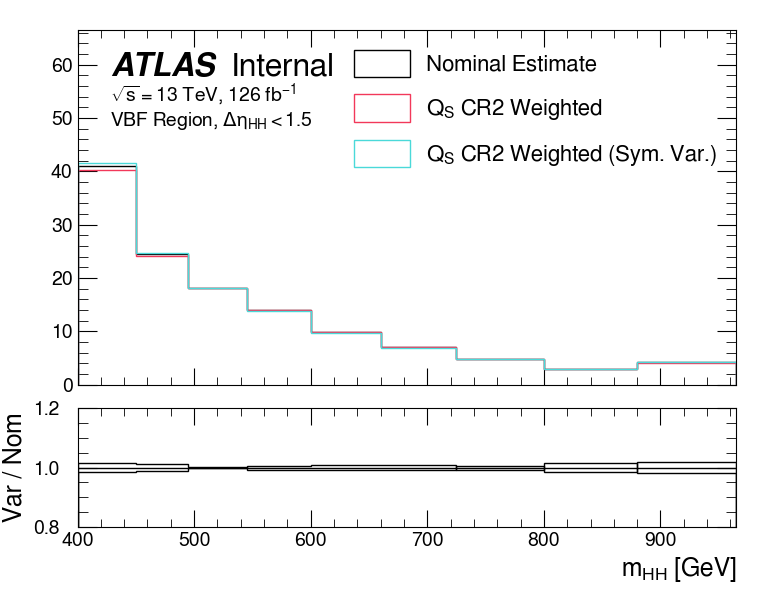 ATLAS Internal
√s = 13 TeV, 126 fb⁻¹
VBF Region, Δη_HH < 1.5
Nominal Estimate
Q_S CR2 Weighted
Q_S CR2 Weighted (Sym. Var.)
60
50
40
30
20
10
0
Var / Nom
1.2
1.0
0.8
400 500 600 700 800 900
m_HH [GeV]